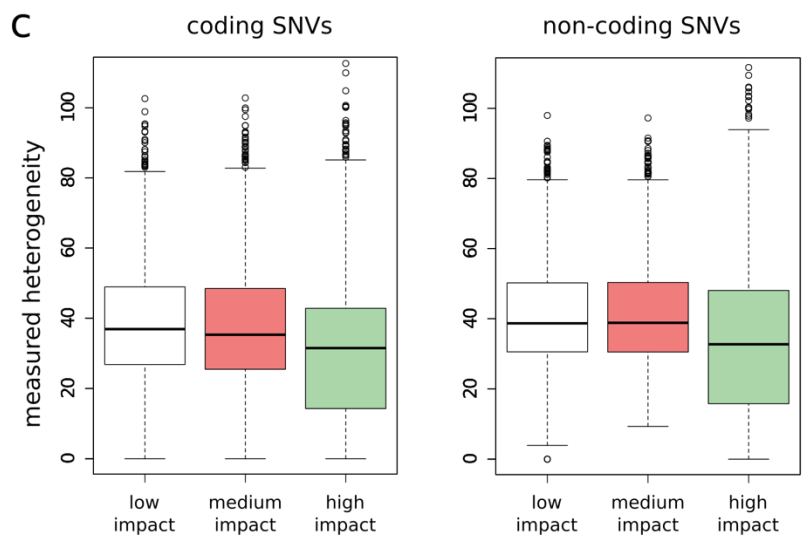 C
coding SNVs
non-coding SNVs
measured heterogeneity
100
80
60
40
20
0
low
impact
medium
impact
high
impact
100
80
60
40
20
0
low
impact
medium
impact
high
impact